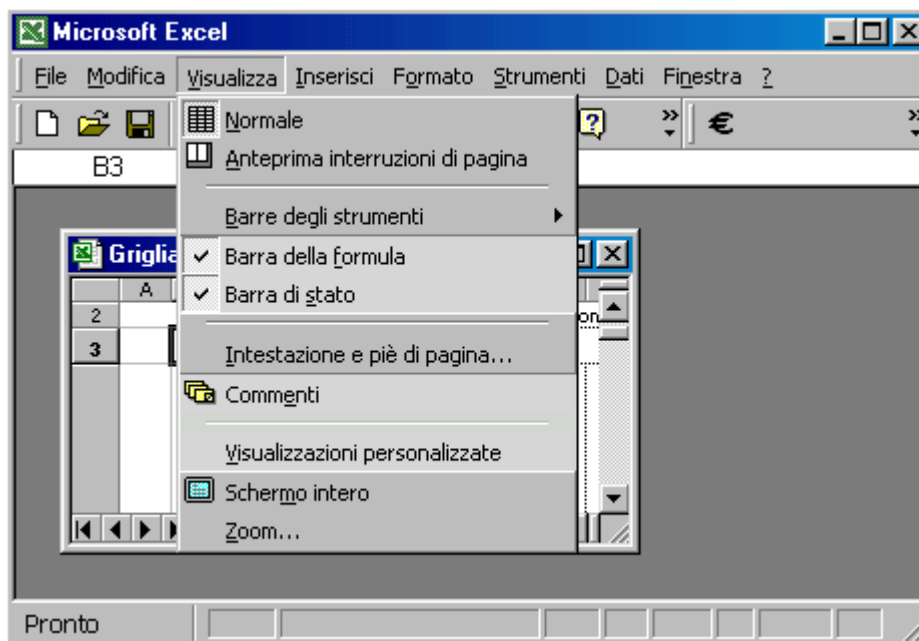 Microsoft Excel
File Modifica Visualizza Inserisci Formato Strumenti Dati Finestra ?
Normale
€
Anteprima interruzioni di pagina
B3
Barre degli strumenti
Barra della formula
Barra di stato
Intestazione e piè di pagina...
Commenti
Visualizzazioni personalizzate
Schermo intero
Zoom...
Griglia
A
2
3
Pronto